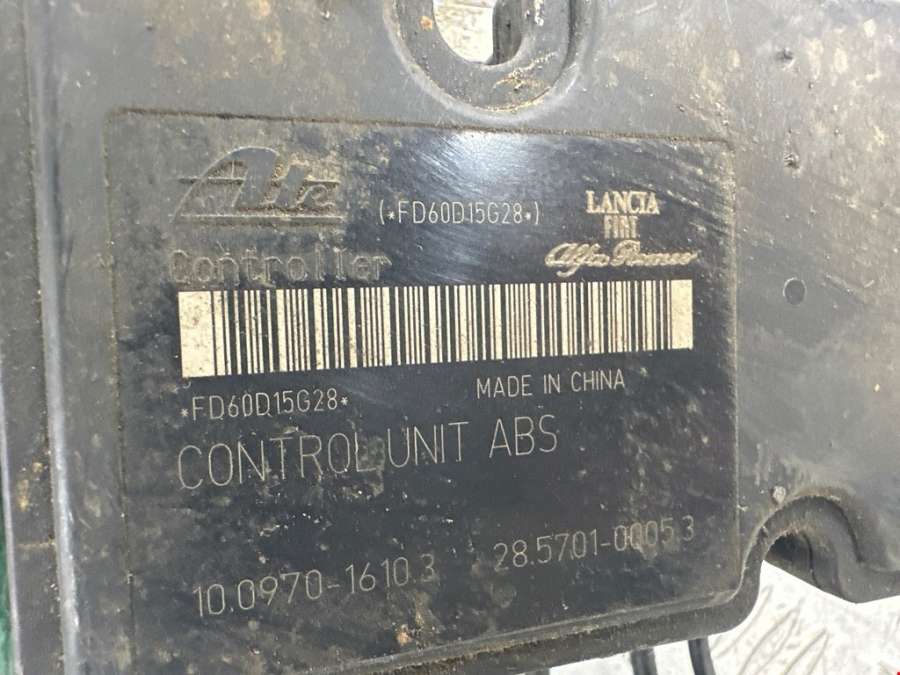 Ate
(*FD60D15G28*)
LANCIA
FIAT
Alfa Romeo
Controller
*FD60D15G28*
MADE IN CHINA
CONTROL UNIT ABS
10.0970-1610.3
28.5701-0005.3